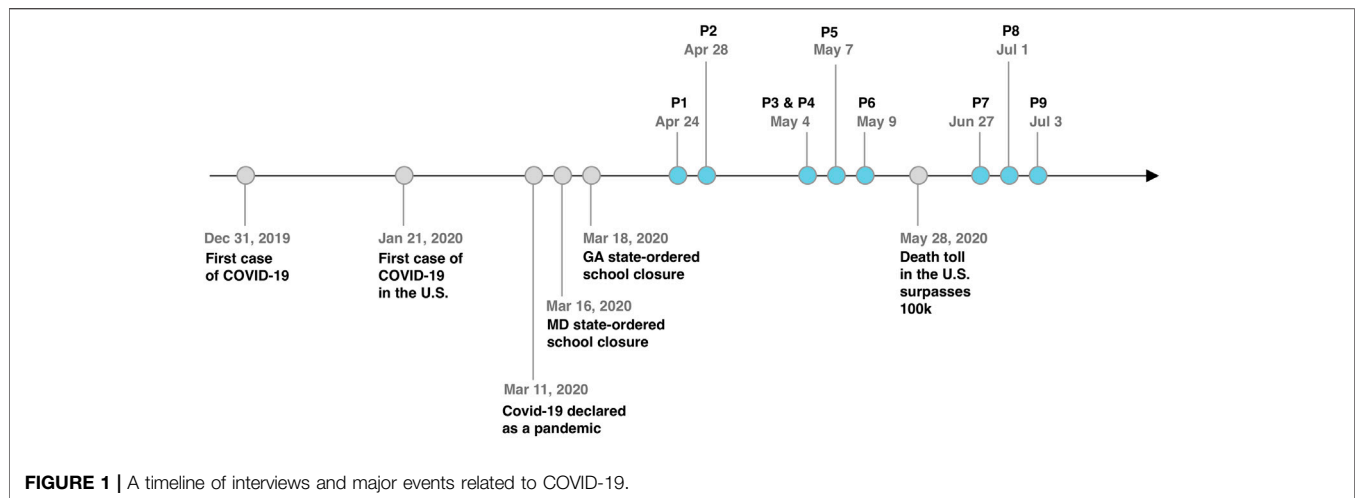 P2
Apr 28
P5
May 7
P8
Jul 1
P1
Apr 24
P3 & P4
May 4
P6
May 9
P7
Jun 27
P9
Jul 3
Dec 31, 2019
First case
of COVID-19
Jan 21, 2020
First case of
COVID-19
in the U.S.
Mar 18, 2020
GA state-ordered
school closure
May 28, 2020
Death toll
in the U.S.
surpasses
100k
Mar 16, 2020
MD state-ordered
school closure
Mar 11, 2020
Covid-19 declared
as a pandemic
FIGURE 1 | A timeline of interviews and major events related to COVID-19.